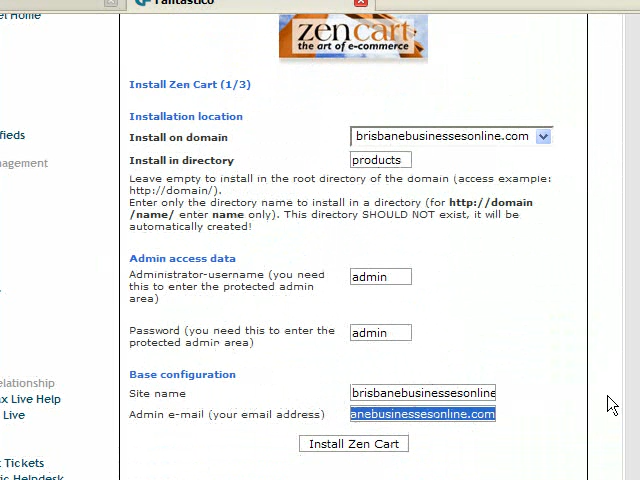 et Home
Fantastico
zencart
the art of e-commerce
Install Zen Cart (1/3)
Installation location
Install on domain
brisbanebusinessesonline.com
Install in directory
products
Leave empty to install in the root directory of the domain (access example:
http://domain/).
Enter only the directory name to install in a directory (for http://domain
/name/ enter name only). This directory SHOULD NOT exist, it will be
automatically created!
Admin access data
Administrator-username (you need
this to enter the protected admin
area)
admin
Password (you need this to enter the
protected admin area)
admin
Base configuration
Site name
brisbanebusinessesonline
Admin e-mail (your email address)
anebusinessesonline.com
Install Zen Cart
fieds
nagement
elationship
x Live Help
Live
Tickets
ic Helpdesk